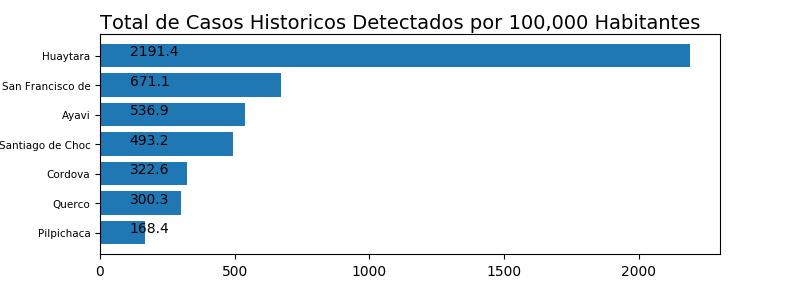 Total de Casos Historicos Detectados por 100,000 Habitantes
Huaytara 2191.4
San Francisco de 671.1
Ayavi 536.9
Santiago de Choc 493.2
Cordova 322.6
Querco 300.3
Pilpichaca 168.4
0 500 1000 1500 2000